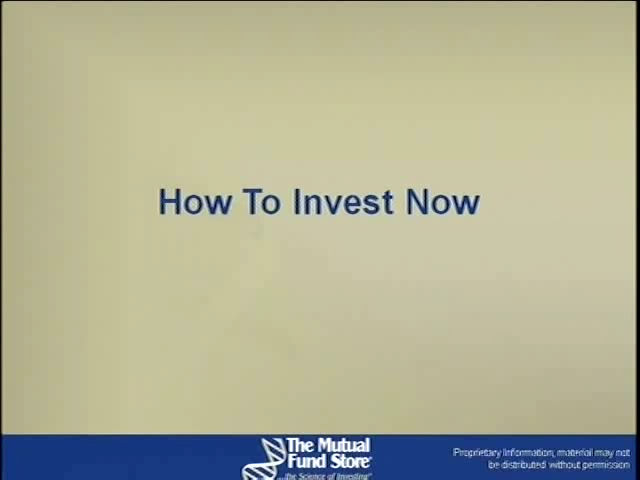 How To Invest Now
The Mutual
Fund Store®
...the Science of Investing®
Proprietary Information, material may not
be distributed without permission